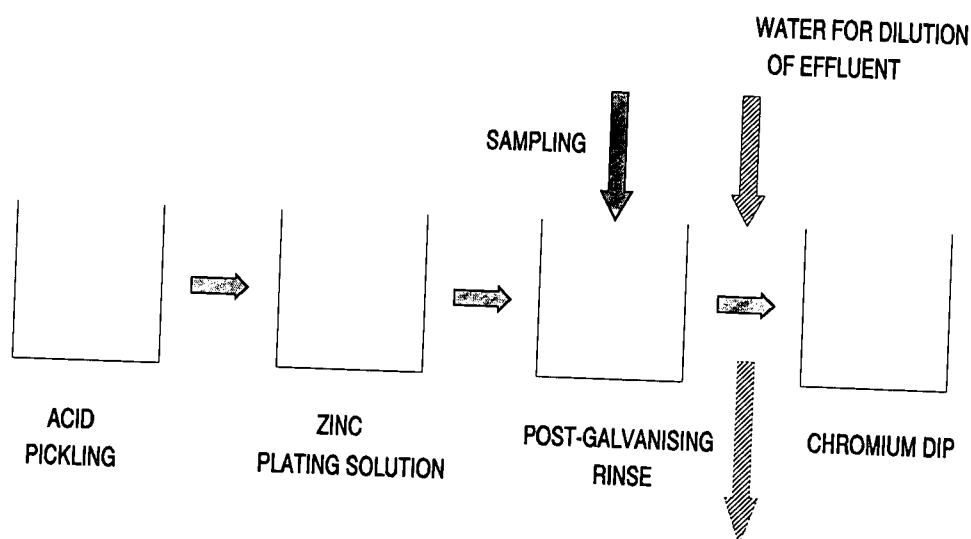 WATER FOR DILUTION
OF EFFLUENT
SAMPLING
ACID
PICKLING
ZINC
PLATING SOLUTION
POST-GALVANISING
RINSE
CHROMIUM DIP